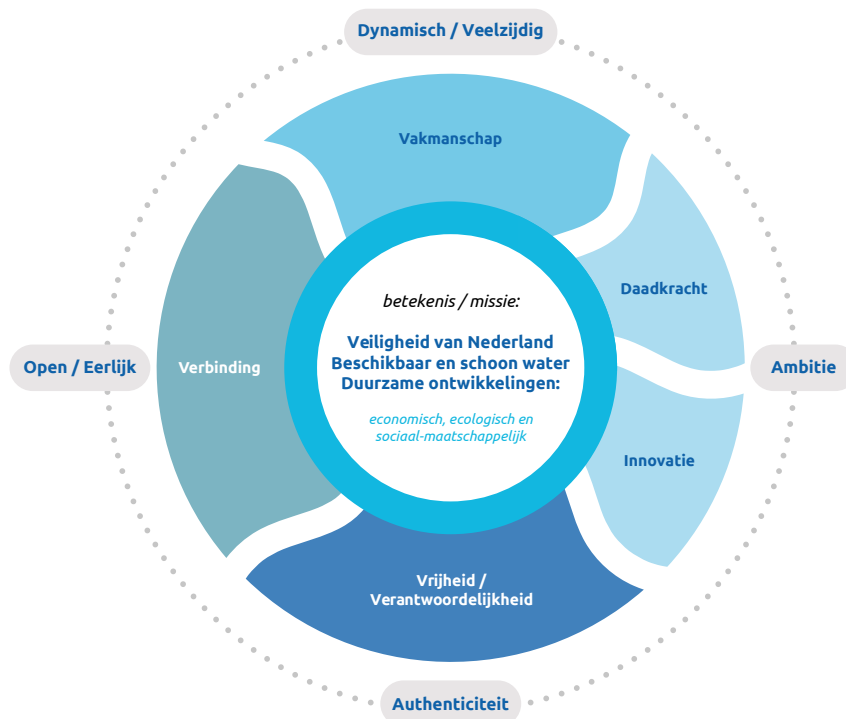 Dynamisch / Veelzijdig
Vakmanschap
Daadkracht
betekenis / missie:
Veiligheid van Nederland
Beschikbaar en schoon water
Duurzame ontwikkelingen:
economisch, ecologisch en
sociaal-maatschappelijk
Open / Eerlijk
Verbinding
Ambitie
Innovatie
Vrijheid /
Verantwoordelijkheid
Authenticiteit